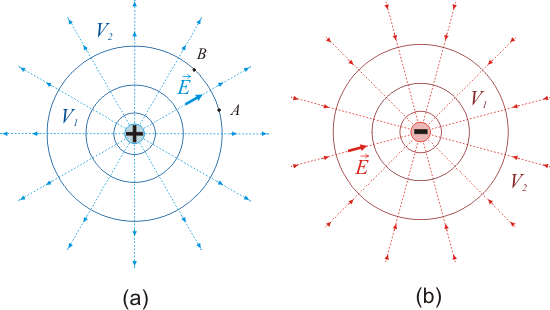 V₂
B
E⃗
A
V₁
+
(a)
V₁
E⃗
V₂
−
(b)